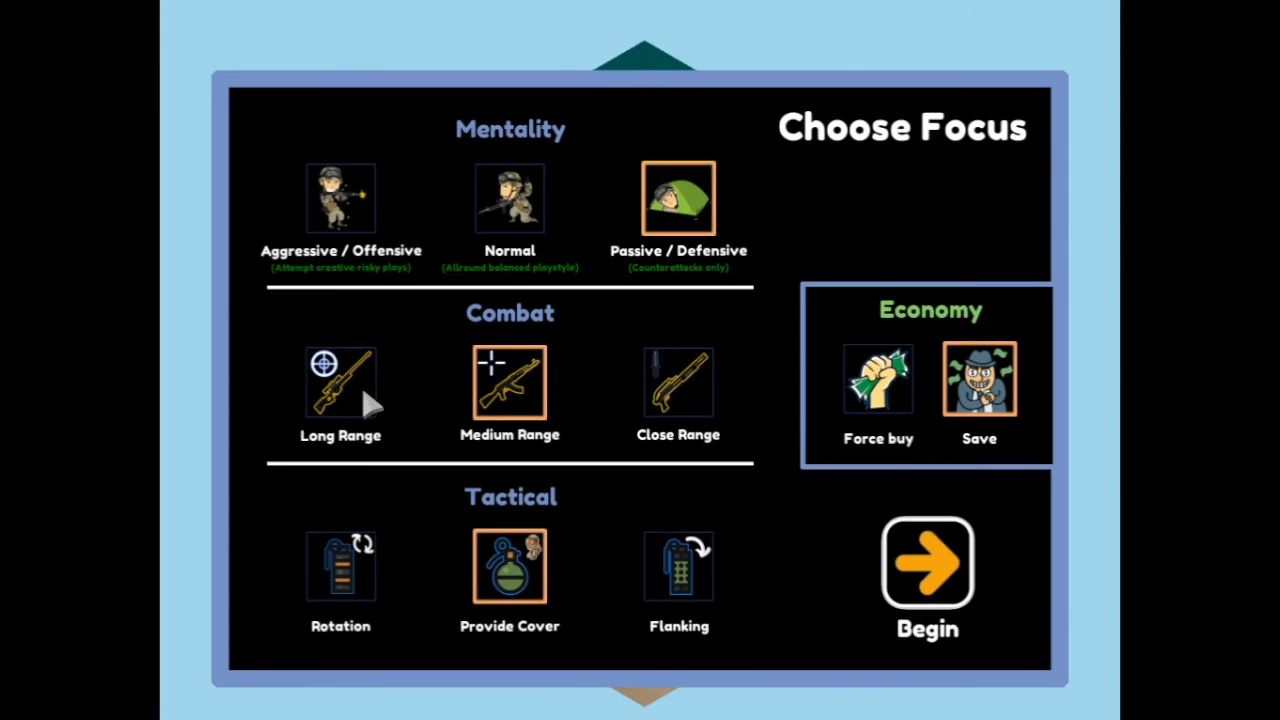 Choose Focus
Mentality
Aggressive / Offensive
(Attempt creative risky plays)
Normal
(Allround balanced playstyle)
Passive / Defensive
(Counterattacks only)
Combat
Long Range
Medium Range
Close Range
Economy
Force buy
Save
Tactical
Rotation
Provide Cover
Flanking
Begin